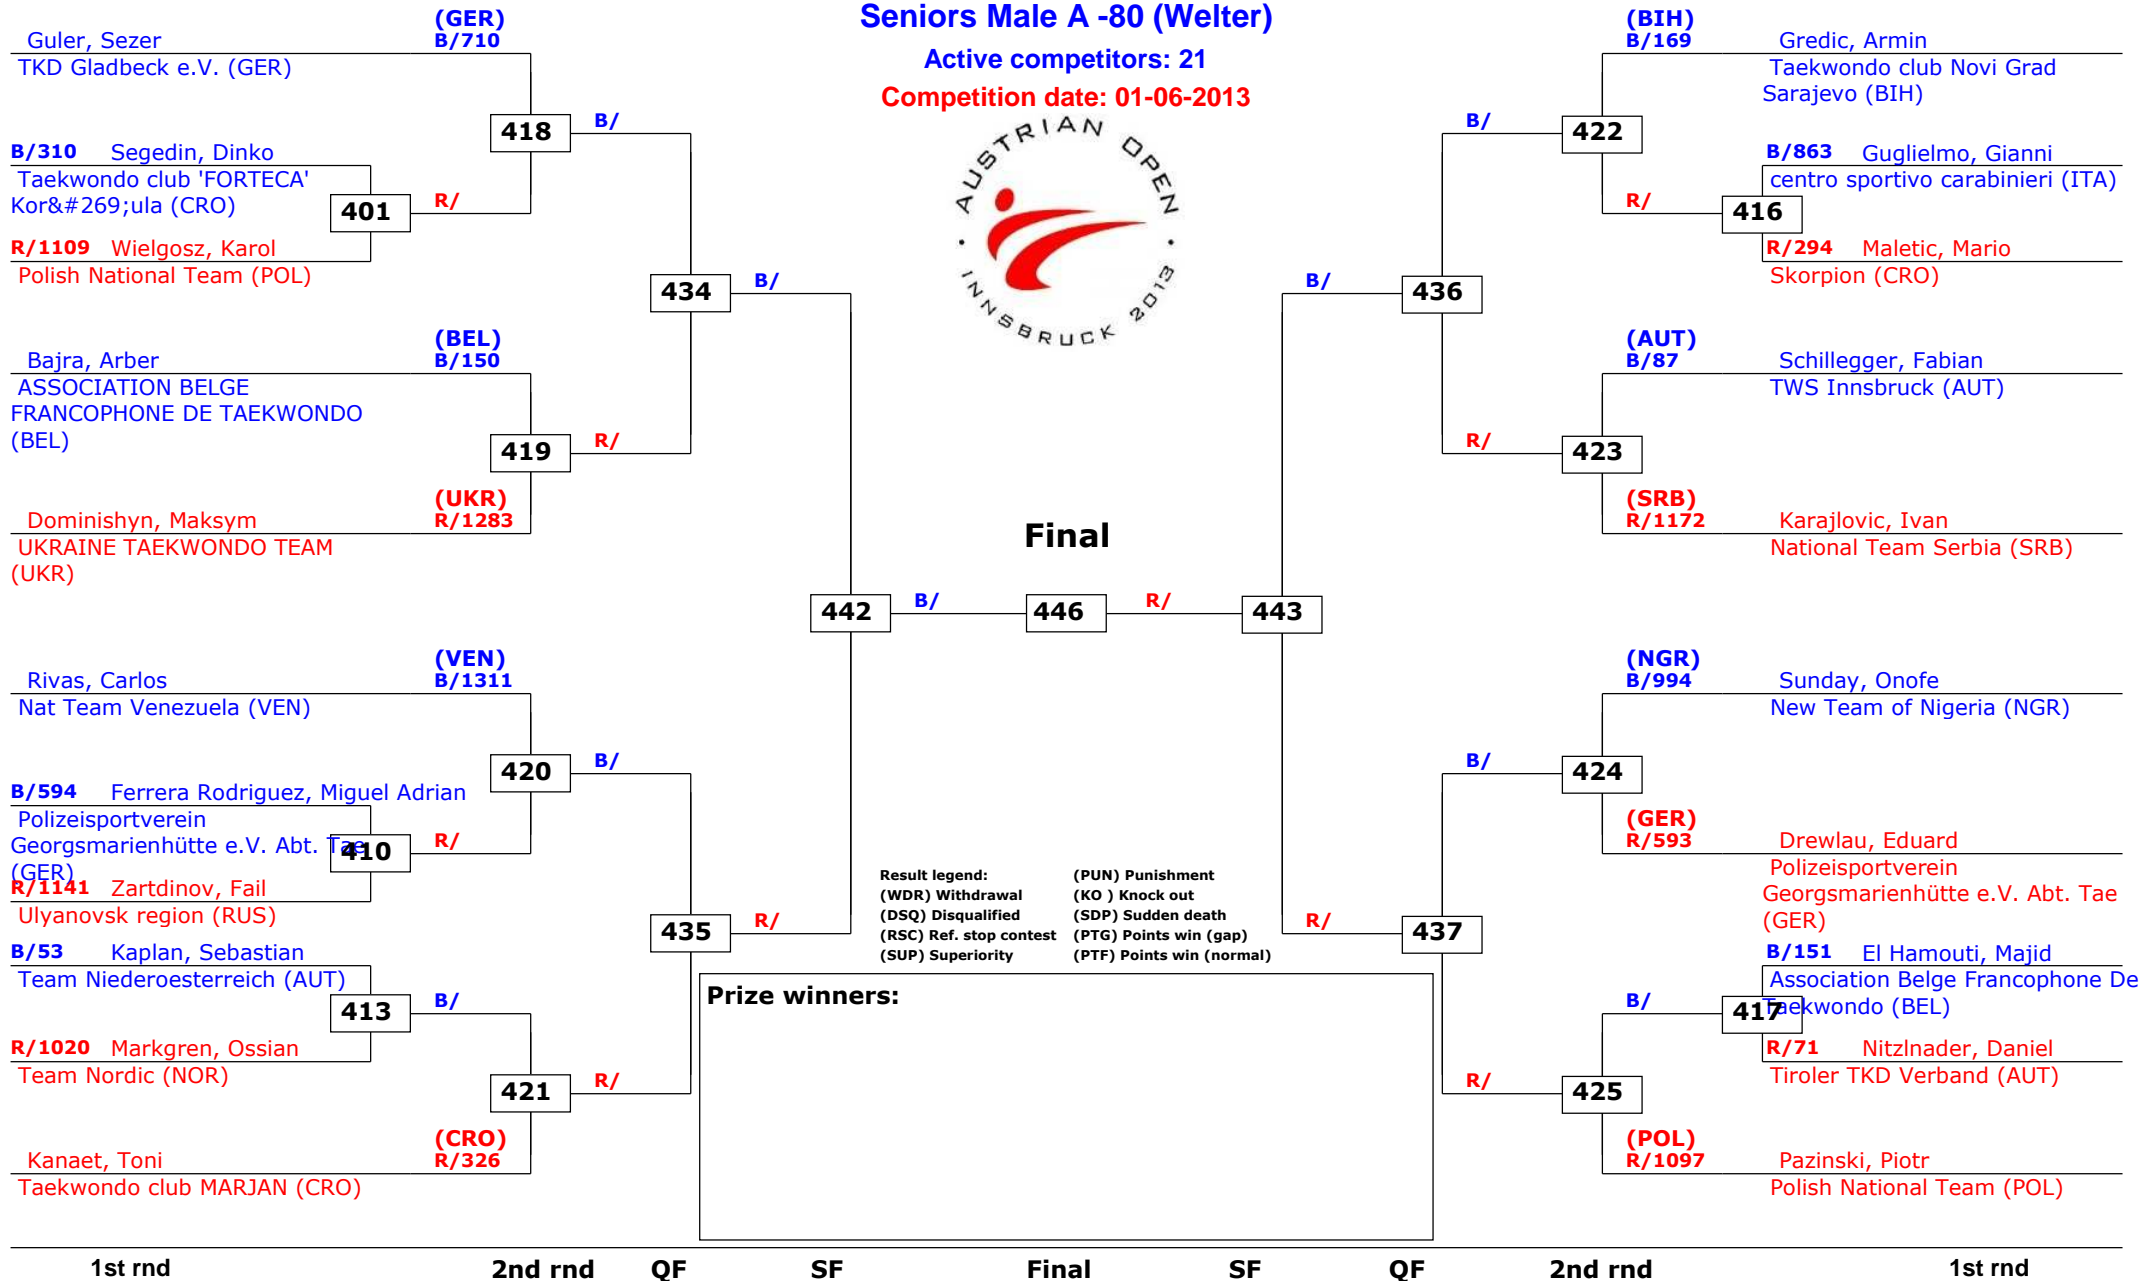 Seniors Male A -80 (Welter)
Active competitors: 21
Competition date: 01-06-2013
AUSTRIAN OPEN
· INNSBRUCK 2013 ·
(GER)
Guler, Sezer B/710
TKD Gladbeck e.V. (GER)
418
B/
B/310 Segedin, Dinko
Taekwondo club 'FORTECA'
Kor&#269;ula (CRO)
401
R/
R/1109 Wielgosz, Karol
Polish National Team (POL)
434
B/
(BEL)
Bajra, Arber B/150
ASSOCIATION BELGE
FRANCOPHONE DE TAEKWONDO
(BEL)
419
R/
(UKR)
Dominishyn, Maksym R/1283
UKRAINE TAEKWONDO TEAM
(UKR)
442
B/
(VEN)
Rivas, Carlos B/1311
Nat Team Venezuela (VEN)
420
B/
B/594 Ferrera Rodriguez, Miguel Adrian
Polizeisportverein
Georgsmarienhütte e.V. Abt. Tae
(GER)
410
R/
R/1141 Zartdinov, Fail
Ulyanovsk region (RUS)
435
R/
B/53 Kaplan, Sebastian
Team Niederoesterreich (AUT)
413
B/
R/1020 Markgren, Ossian
Team Nordic (NOR)
421
R/
(CRO)
Kanaet, Toni R/326
Taekwondo club MARJAN (CRO)
Final
446
R/
443
(BIH)
B/169 Gredic, Armin
Taekwondo club Novi Grad
Sarajevo (BIH)
B/
422
B/863 Guglielmo, Gianni
centro sportivo carabinieri (ITA)
R/
416
R/294 Maletic, Mario
Skorpion (CRO)
B/
436
(AUT)
B/87 Schillegger, Fabian
TWS Innsbruck (AUT)
R/
423
(SRB)
R/1172 Karajlovic, Ivan
National Team Serbia (SRB)
(NGR)
B/994 Sunday, Onofe
New Team of Nigeria (NGR)
B/
424
(GER)
R/593 Drewlau, Eduard
Polizeisportverein
Georgsmarienhütte e.V. Abt. Tae
(GER)
R/
437
B/151 El Hamouti, Majid
Association Belge Francophone De
Taekwondo (BEL)
B/
417
R/71 Nitzlnader, Daniel
Tiroler TKD Verband (AUT)
R/
425
(POL)
R/1097 Pazinski, Piotr
Polish National Team (POL)
Result legend: (PUN) Punishment
(WDR) Withdrawal (KO ) Knock out
(DSQ) Disqualified (SDP) Sudden death
(RSC) Ref. stop contest (PTG) Points win (gap)
(SUP) Superiority (PTF) Points win (normal)
Prize winners:
1st rnd 2nd rnd QF SF Final SF QF 2nd rnd 1st rnd